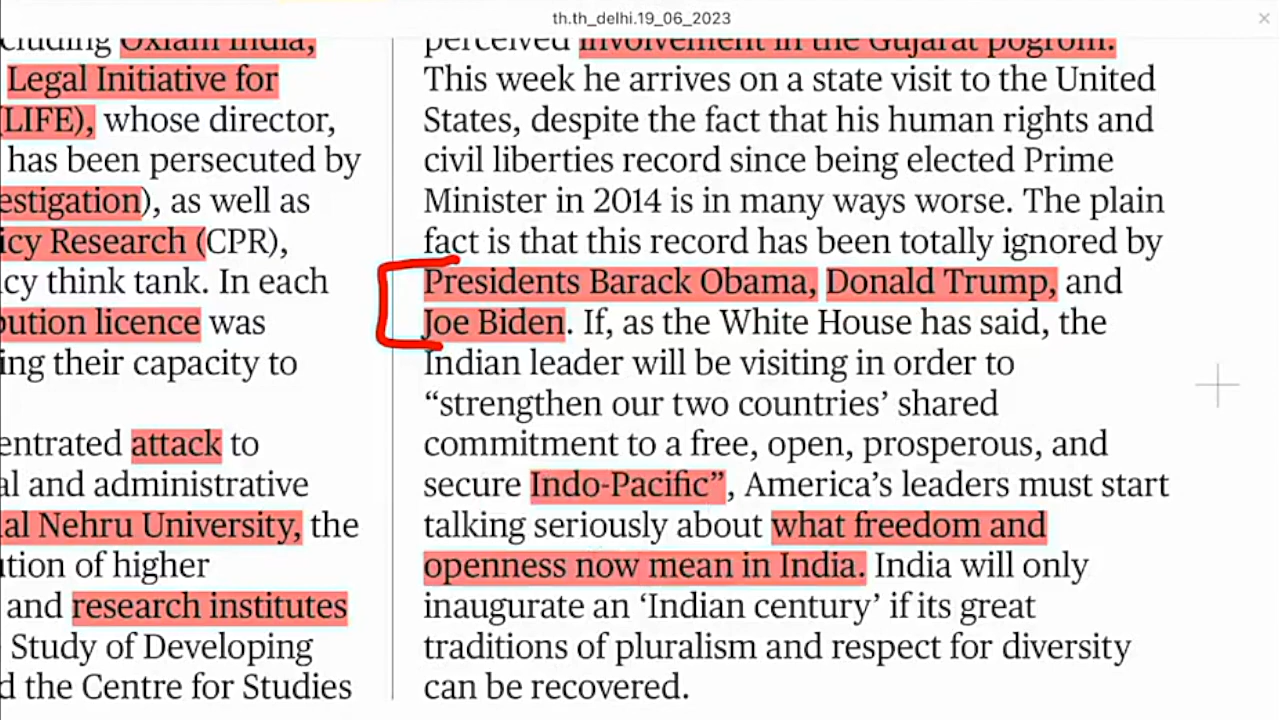 th.th_delhi.19_06_2023
cluding Oxfam India,
Legal Initiative for
(LIFE), whose director,
has been persecuted by
estigation), as well as
icy Research (CPR),
cy think tank. In each
bution licence was
ing their capacity to
entrated attack to
al and administrative
al Nehru University, the
ution of higher
and research institutes
Study of Developing
d the Centre for Studies
perceived involvement in the Gujarat pogrom.
This week he arrives on a state visit to the United
States, despite the fact that his human rights and
civil liberties record since being elected Prime
Minister in 2014 is in many ways worse. The plain
fact is that this record has been totally ignored by
Presidents Barack Obama, Donald Trump, and
Joe Biden. If, as the White House has said, the
Indian leader will be visiting in order to
“strengthen our two countries’ shared
commitment to a free, open, prosperous, and
secure Indo-Pacific”, America’s leaders must start
talking seriously about what freedom and
openness now mean in India. India will only
inaugurate an ‘Indian century’ if its great
traditions of pluralism and respect for diversity
can be recovered.